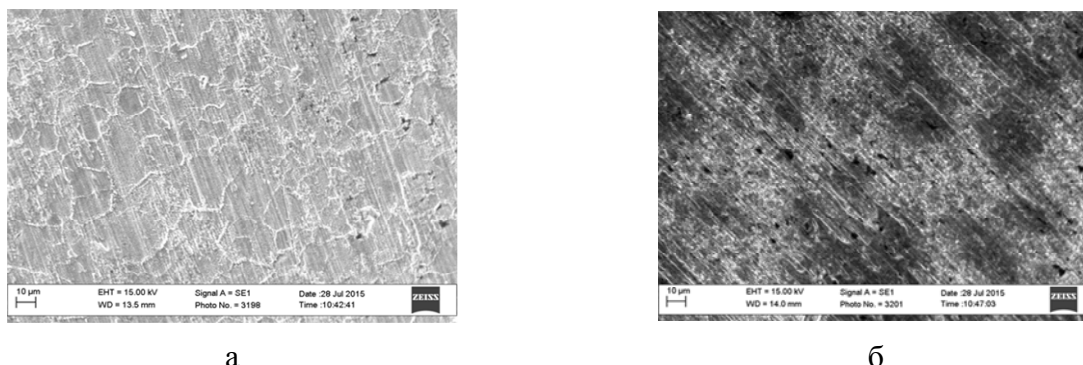 10 µm EHT = 15.00 kV Signal A = SE1 Date :28 Jul 2015 ZEISS
WD = 13.5 mm Photo No. = 3198 Time :10:42:41
10 µm EHT = 15.00 kV Signal A = SE1 Date :28 Jul 2015 ZEISS
WD = 14.0 mm Photo No. = 3201 Time :10:47:03
а б